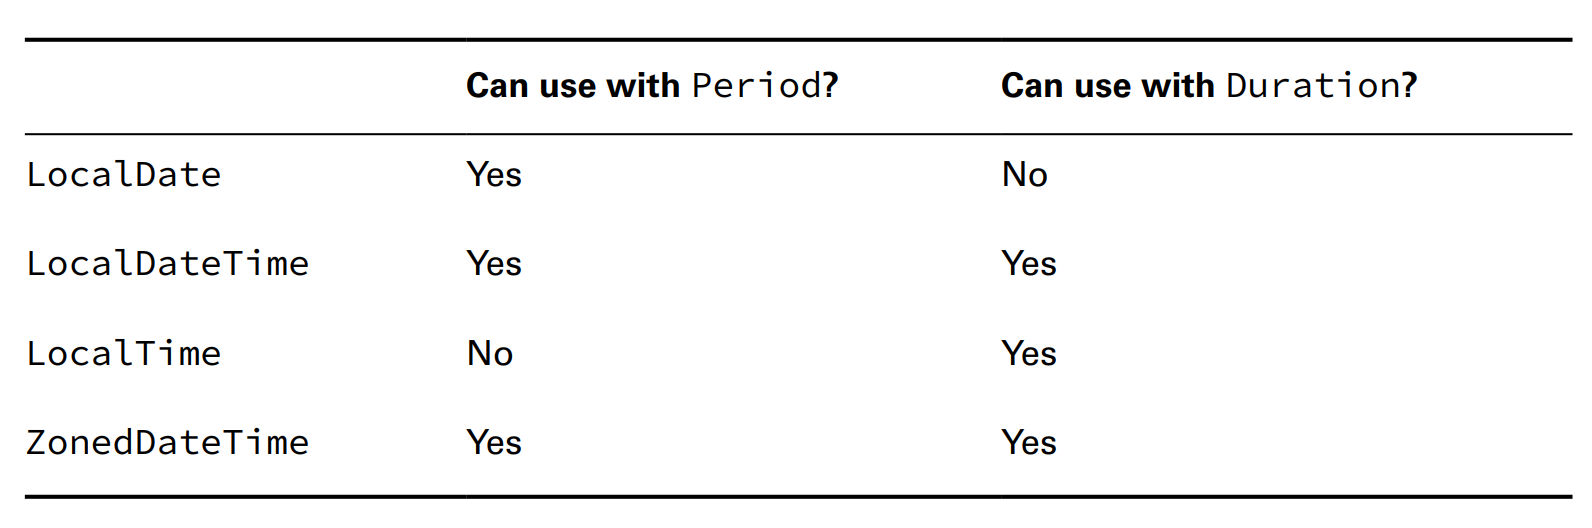 Can use with Period? Can use with Duration?
LocalDate Yes No
LocalDateTime Yes Yes
LocalTime No Yes
ZonedDateTime Yes Yes